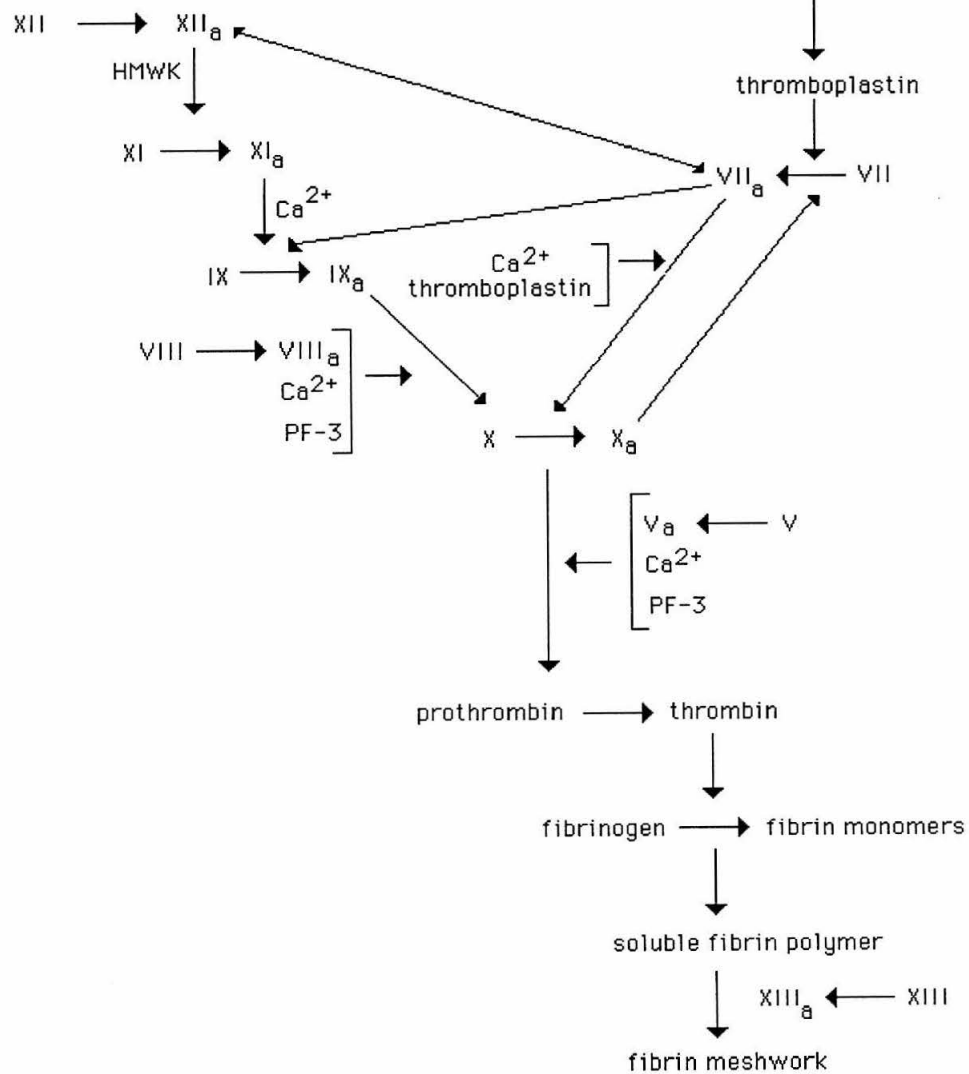 XII XIIa
HMWK
thromboplastin
XI XIa
VIIa VII
Ca2+
IX IXa
Ca2+
thromboplastin
VIII VIIIa
Ca2+
PF-3
X Xa
Va V
Ca2+
PF-3
prothrombin thrombin
fibrinogen fibrin monomers
soluble fibrin polymer
XIIIa XIII
fibrin meshwork